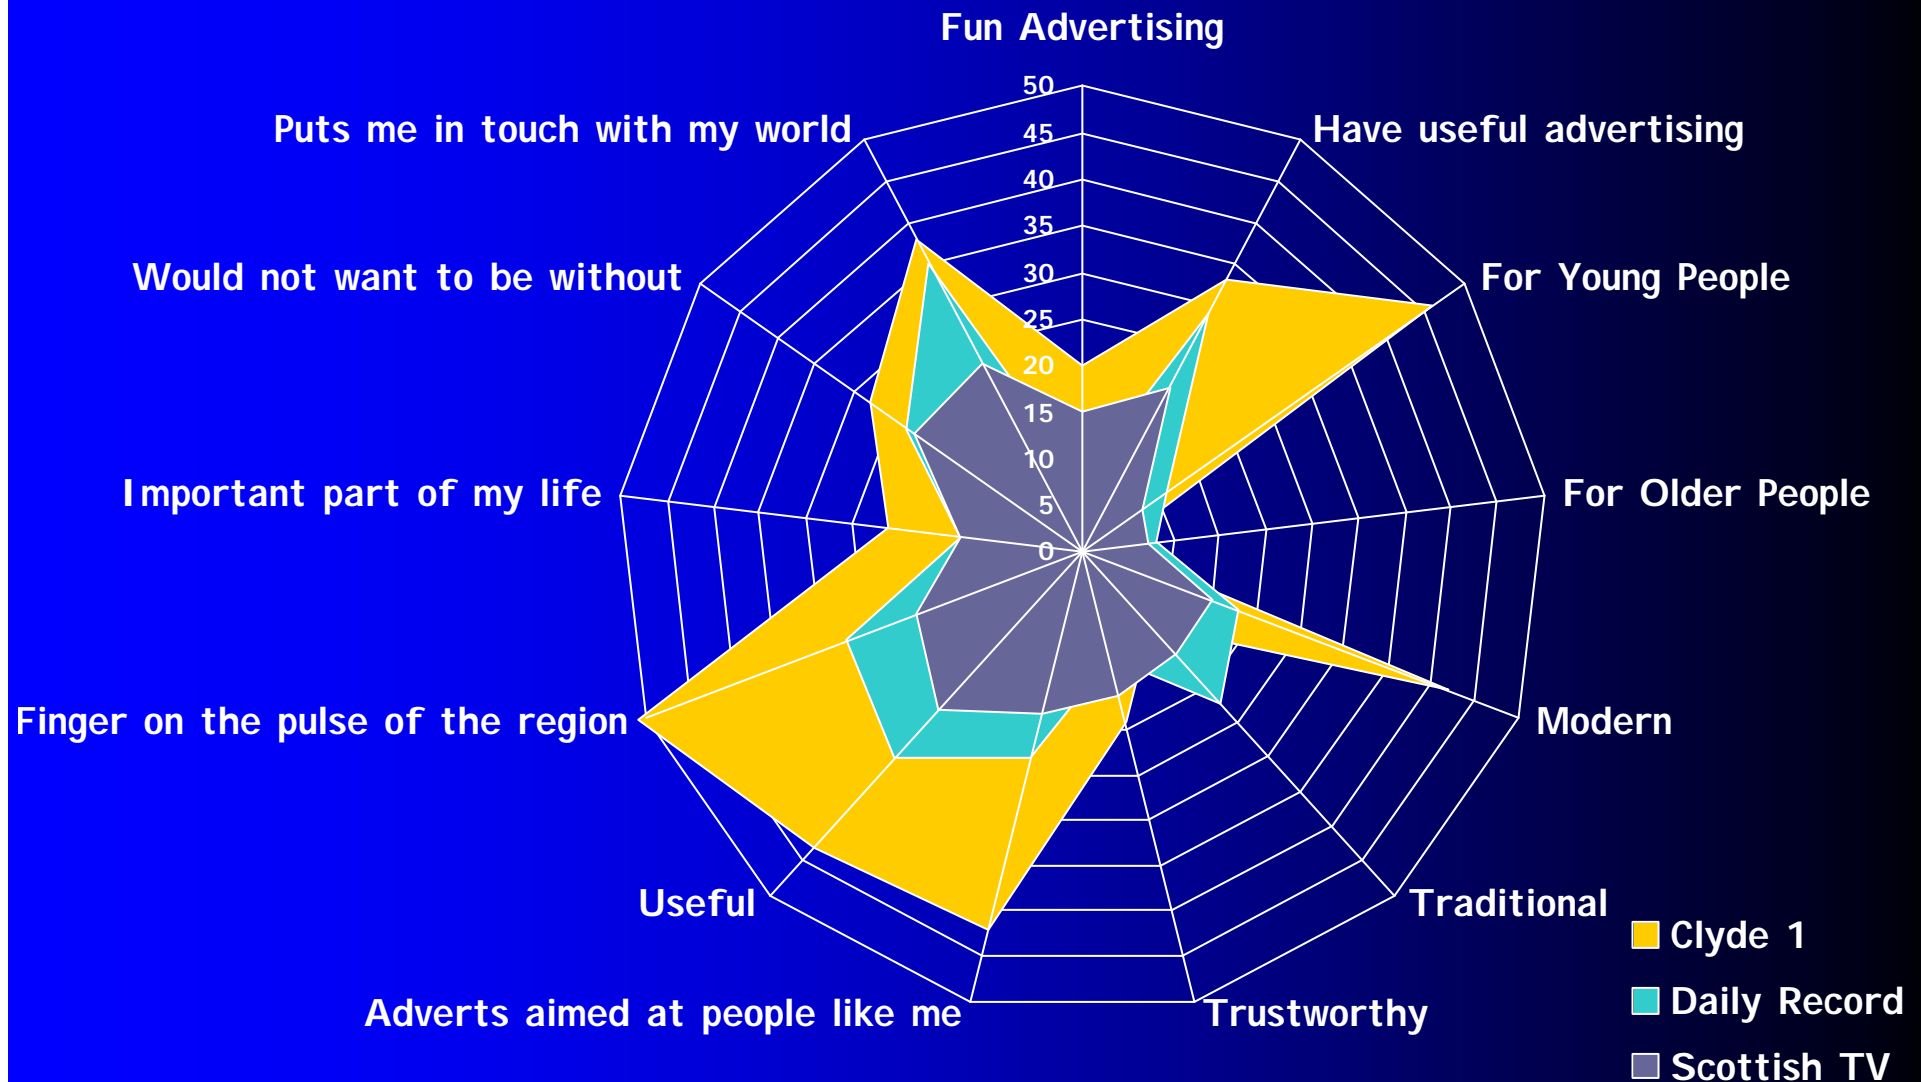 Fun Advertising
50
Puts me in touch with my world
Have useful advertising
45
40
35
Would not want to be without
30
For Young People
25
20
15
10
Important part of my life
For Older People
5
0
Finger on the pulse of the region
Modern
Useful
Traditional
Clyde 1
Daily Record
Adverts aimed at people like me
Trustworthy
Scottish TV